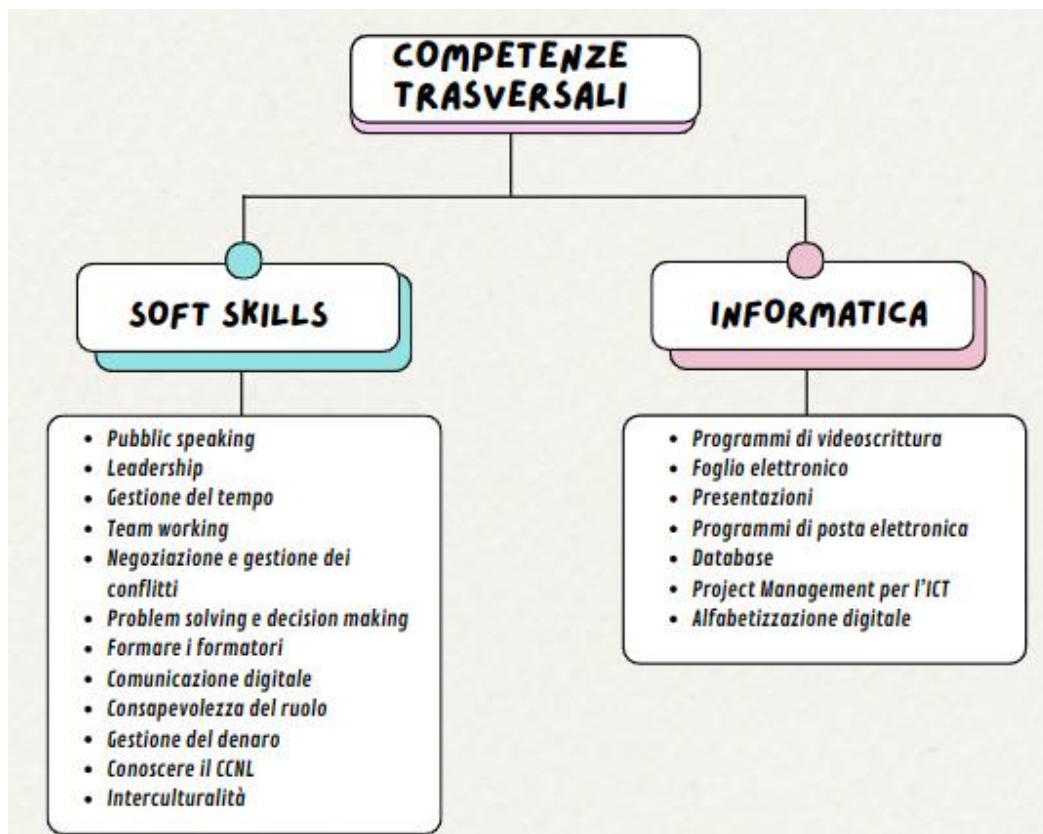 COMPETENZE
TRASVERSALI
SOFT SKILLS
• Pubblic speaking
• Leadership
• Gestione del tempo
• Team working
• Negoziazione e gestione dei
conflitti
• Problem solving e decision making
• Formare i formatori
• Comunicazione digitale
• Consapevolezza del ruolo
• Gestione del denaro
• Conoscere il CCNL
• Interculturalità
INFORMATICA
• Programmi di videoscrittura
• Foglio elettronico
• Presentazioni
• Programmi di posta elettronica
• Database
• Project Management per l'ICT
• Alfabetizzazione digitale